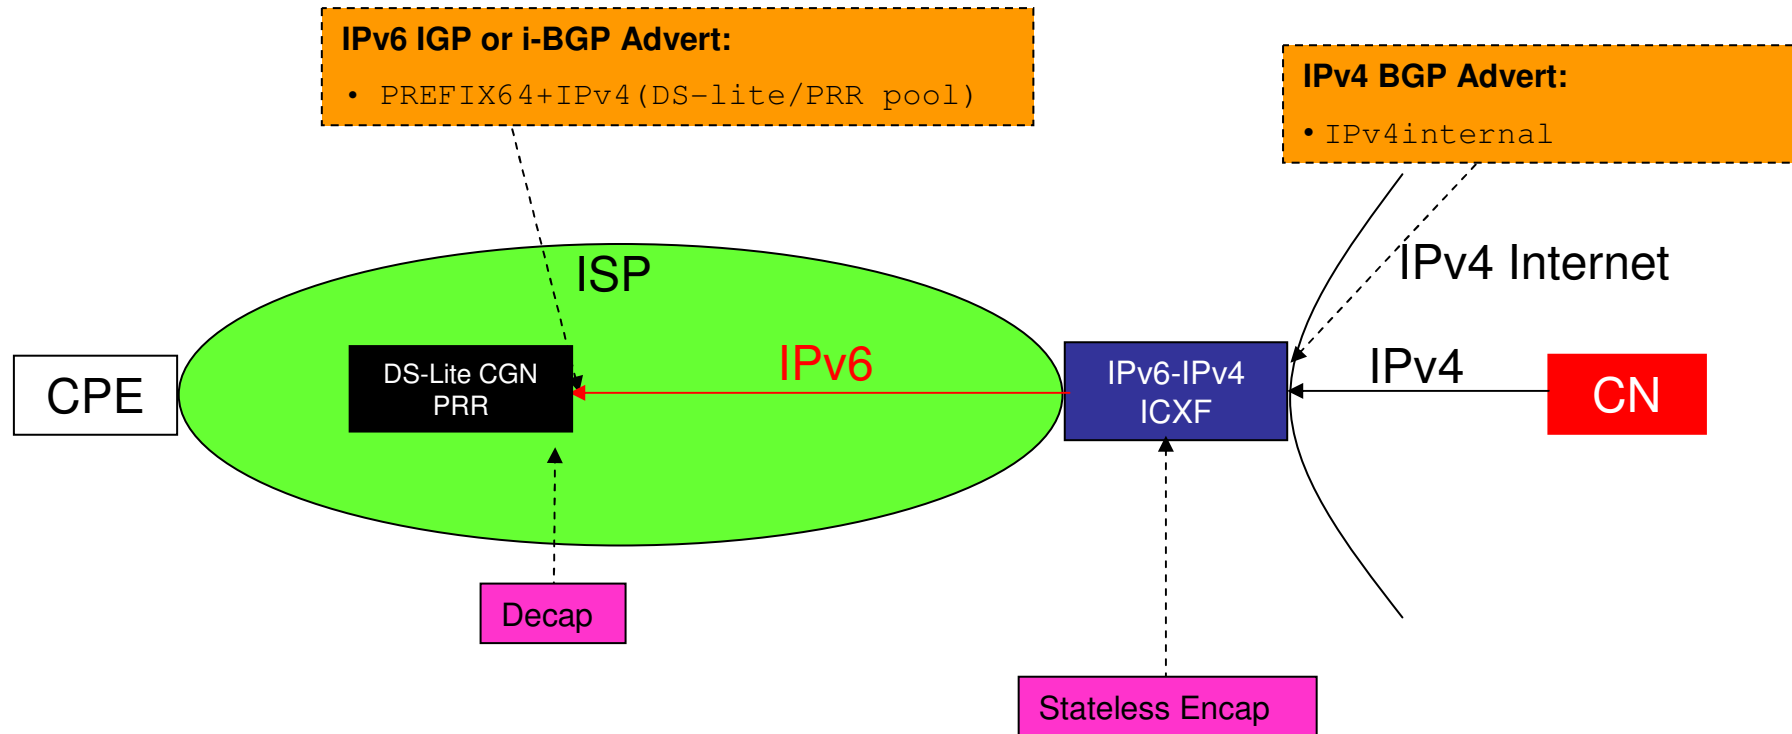 IPv6 IGP or i-BGP Advert:
• PREFIX64+IPv4(DS-lite/PRR pool)
IPv4 BGP Advert:
• IPv4internal
ISP
IPv4 Internet
CPE
DS-Lite CGN
PRR
IPv6
IPv6-IPv4
ICXF
IPv4
CN
Decap
Stateless Encap